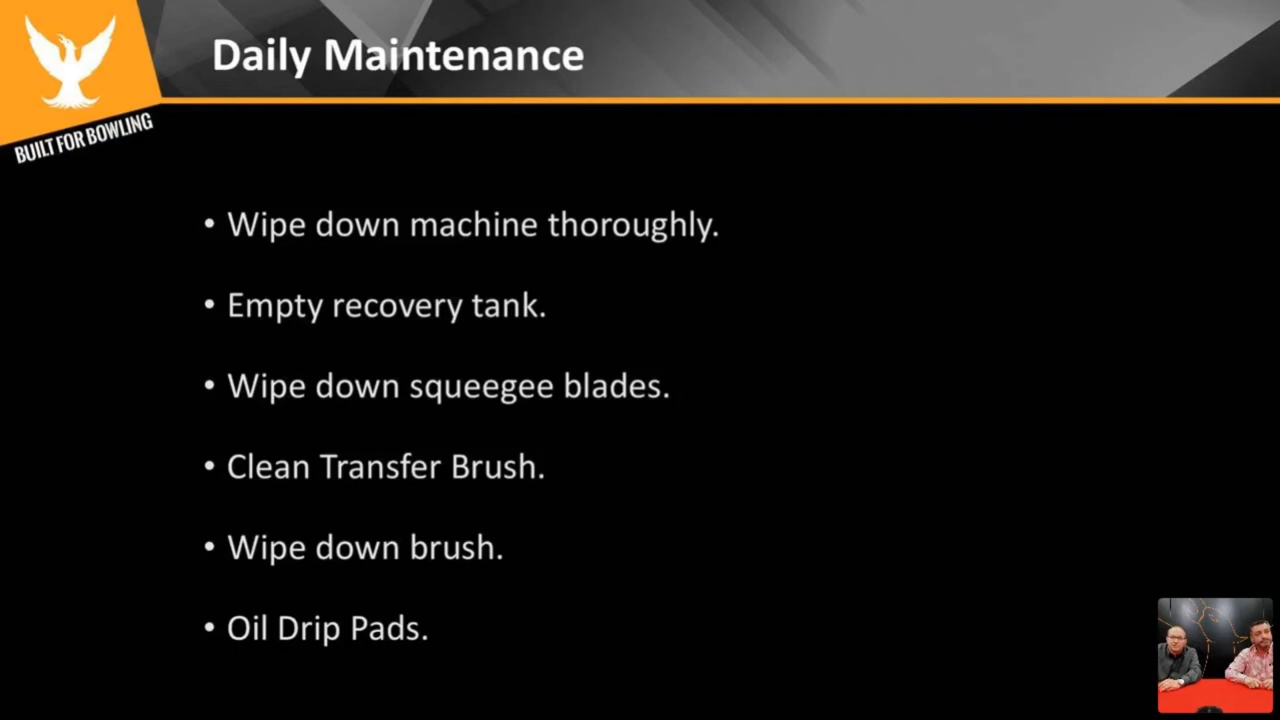 Daily Maintenance
BUILT FOR BOWLING
• Wipe down machine thoroughly.
• Empty recovery tank.
• Wipe down squeegee blades.
• Clean Transfer Brush.
• Wipe down brush.
• Oil Drip Pads.